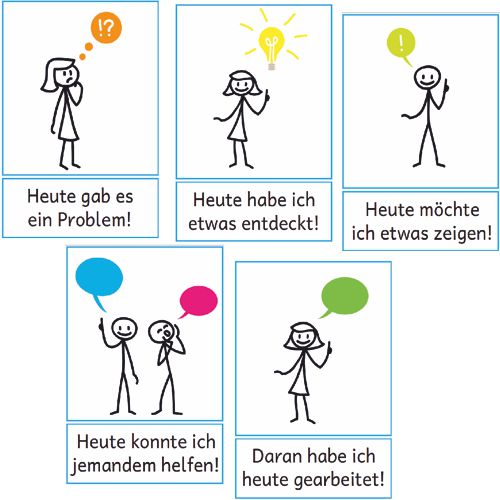 !?
Heute gab es
ein Problem!
Heute habe ich
etwas entdeckt!
!
Heute möchte
ich etwas zeigen!
Heute konnte ich
jemandem helfen!
Daran habe ich
heute gearbeitet!